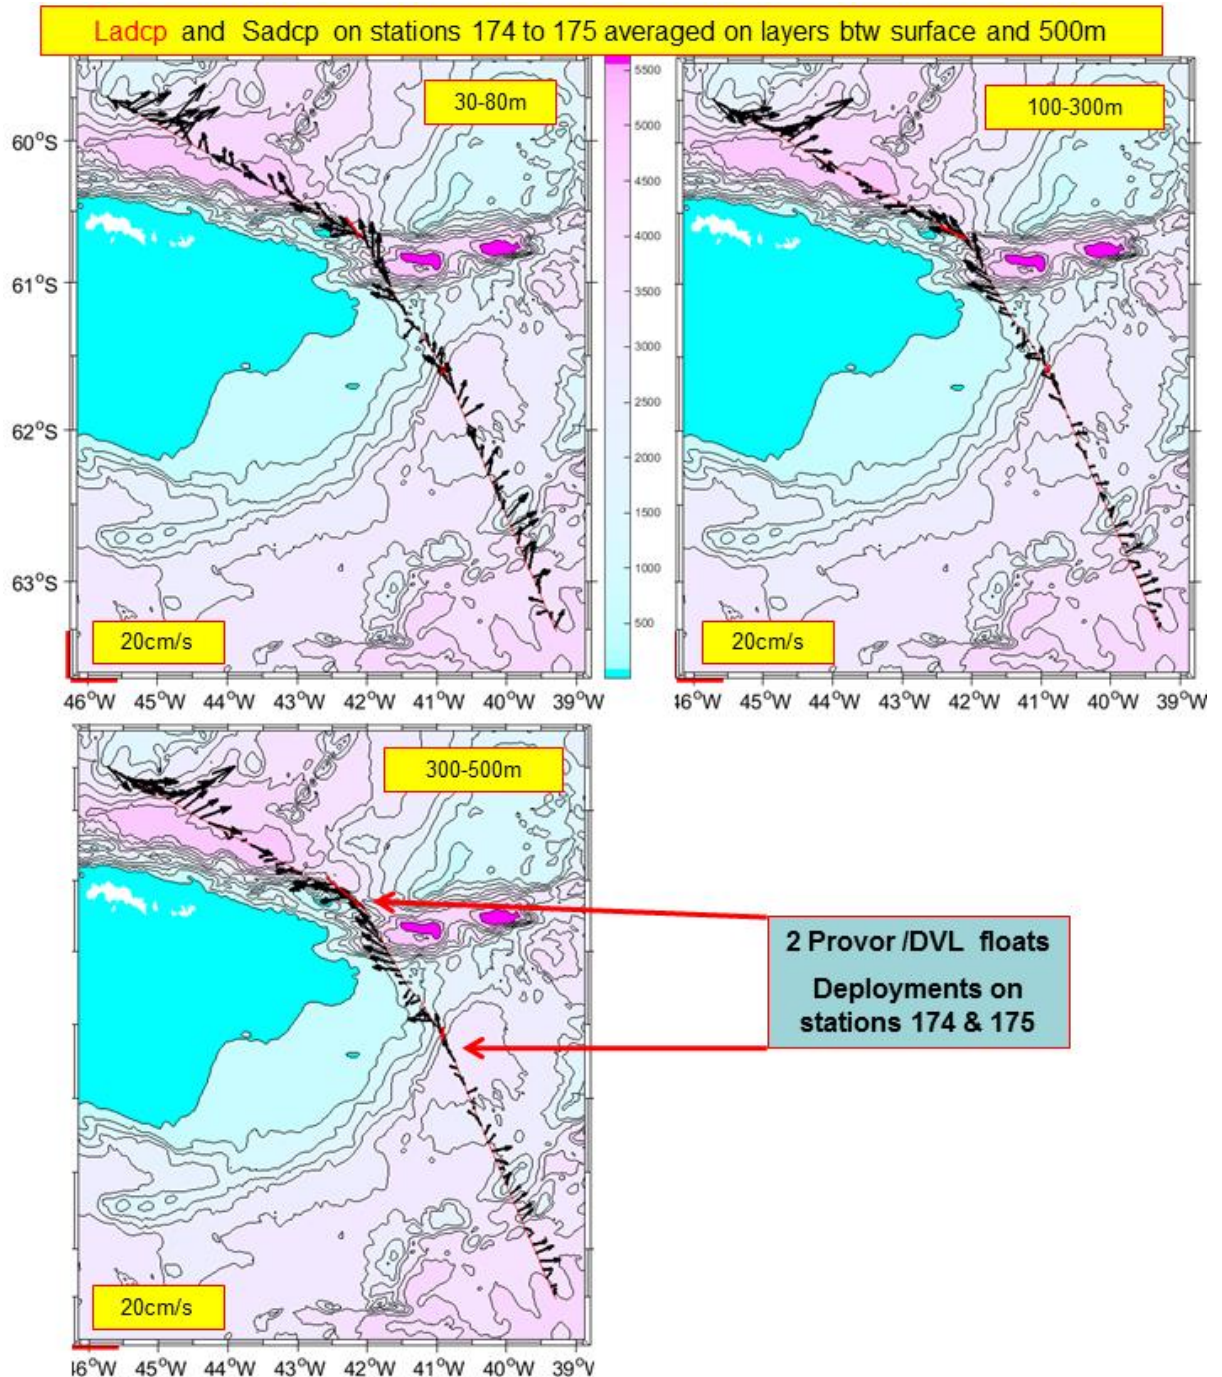 Ladcp and Sadcp on stations 174 to 175 averaged on layers btw surface and 500m
30-80m
100-300m
60°S
61°S
62°S
63°S
5500
5000
4500
4000
3500
3000
2500
2000
1500
1000
500
20cm/s
20cm/s
46°W 45°W 44°W 43°W 42°W 41°W 40°W 39°W
46°W 45°W 44°W 43°W 42°W 41°W 40°W 39°W
300-500m
2 Provor /DVL floats
Deployments on
stations 174 & 175
20cm/s
46°W 45°W 44°W 43°W 42°W 41°W 40°W 39°W